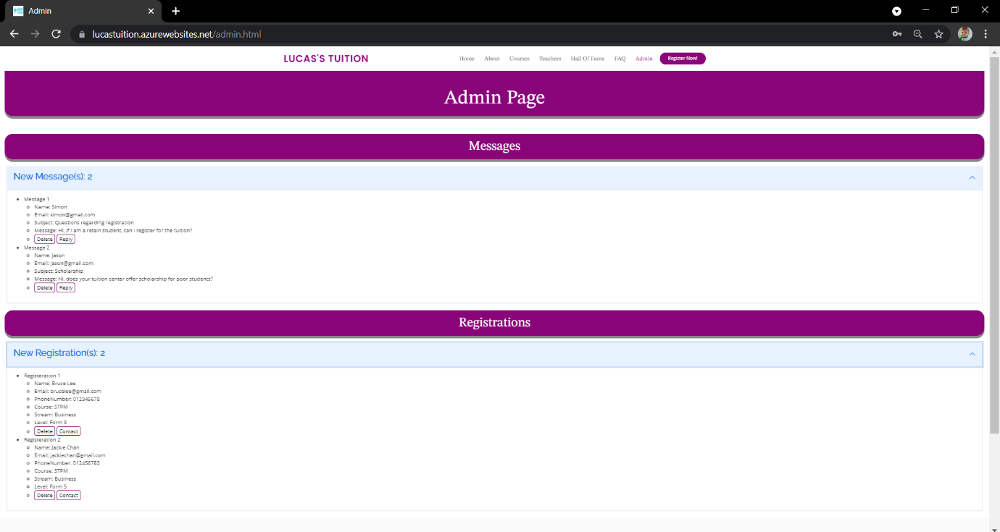 Admin
lucastuition.azurewebsites.net/admin.html
LUCAS'S TUITION
Home About Courses Teachers Hall Of Fame FAQ Admin Register Now!
Admin Page
Messages
New Message(s): 2
Message 1
Name: Simon
Email: simon@gmail.com
Subject: Questions regarding registration
Message: Hi, if I am a retain student, can i register for the tuition?
Delete Reply
Message 2
Name: Jason
Email: jason@gmail.com
Subject: Scholarship
Message: Hi, does your tuition center offer scholarship for poor students?
Delete Reply
Registrations
New Registration(s): 2
Registeration 1
Name: Bruce Lee
Email: brucelee@gmail.com
PhoneNumber: 012345678
Course: STPM
Stream: Business
Level: Form 3
Delete Contact
Registeration 2
Name: Jackie Chan
Email: jackiechan@gmail.com
PhoneNumber: 012456783
Course: STPM
Stream: Business
Level: Form 5
Delete Contact